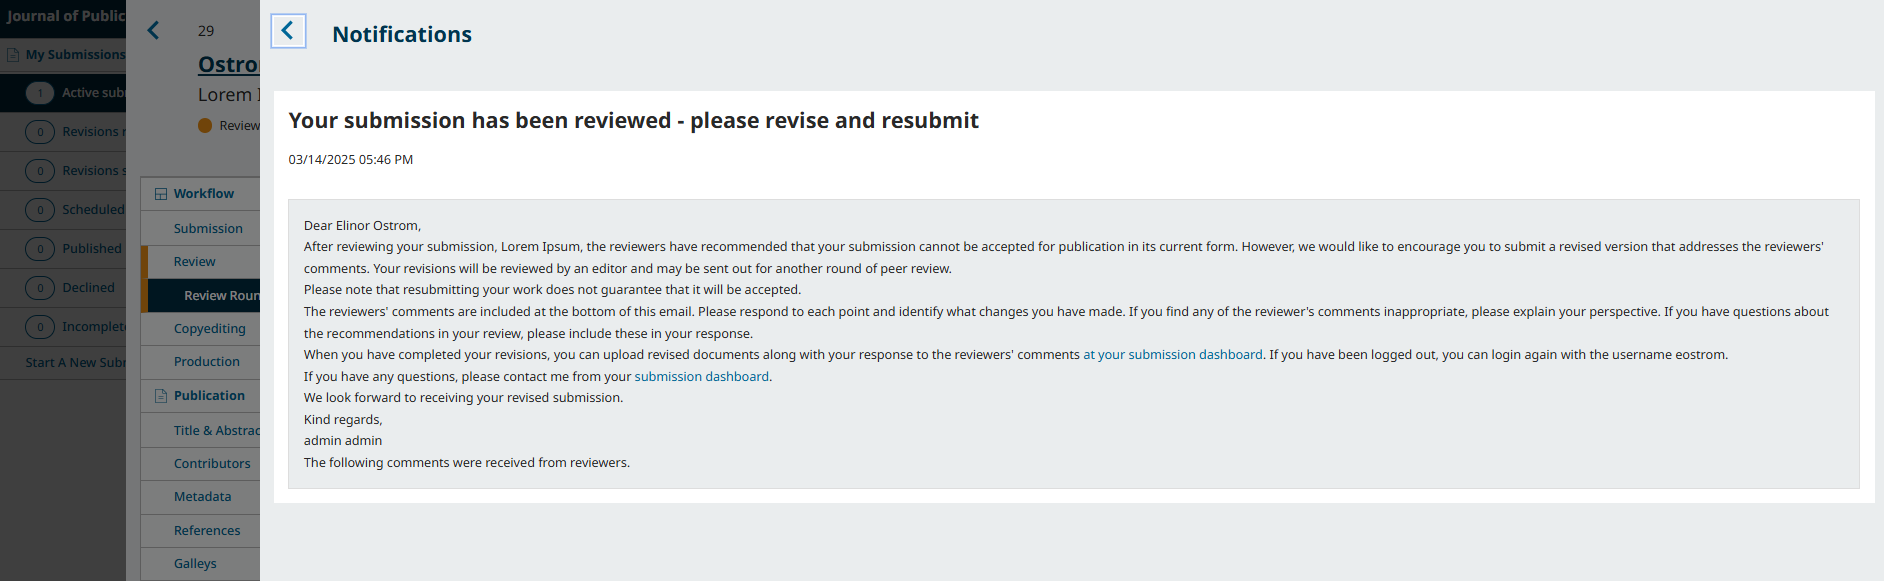 Journal of Public
My Submissions
1 Active sub
0 Revisions r
0 Revisions s
0 Scheduled
0 Published
0 Declined
0 Incomplet
Start A New Subr
29
Ostro
Lorem I
Review
Workflow
Submission
Review
Review Roun
Copyediting
Production
Publication
Title & Abstrac
Contributors
Metadata
References
Galleys
Notifications
Your submission has been reviewed - please revise and resubmit
03/14/2025 05:46 PM
Dear Elinor Ostrom,
After reviewing your submission, Lorem Ipsum, the reviewers have recommended that your submission cannot be accepted for publication in its current form. However, we would like to encourage you to submit a revised version that addresses the reviewers'
comments. Your revisions will be reviewed by an editor and may be sent out for another round of peer review.
Please note that resubmitting your work does not guarantee that it will be accepted.
The reviewers' comments are included at the bottom of this email. Please respond to each point and identify what changes you have made. If you find any of the reviewer's comments inappropriate, please explain your perspective. If you have questions about
the recommendations in your review, please include these in your response.
When you have completed your revisions, you can upload revised documents along with your response to the reviewers' comments at your submission dashboard. If you have been logged out, you can login again with the username eostrom.
If you have any questions, please contact me from your submission dashboard.
We look forward to receiving your revised submission.
Kind regards,
admin admin
The following comments were received from reviewers.